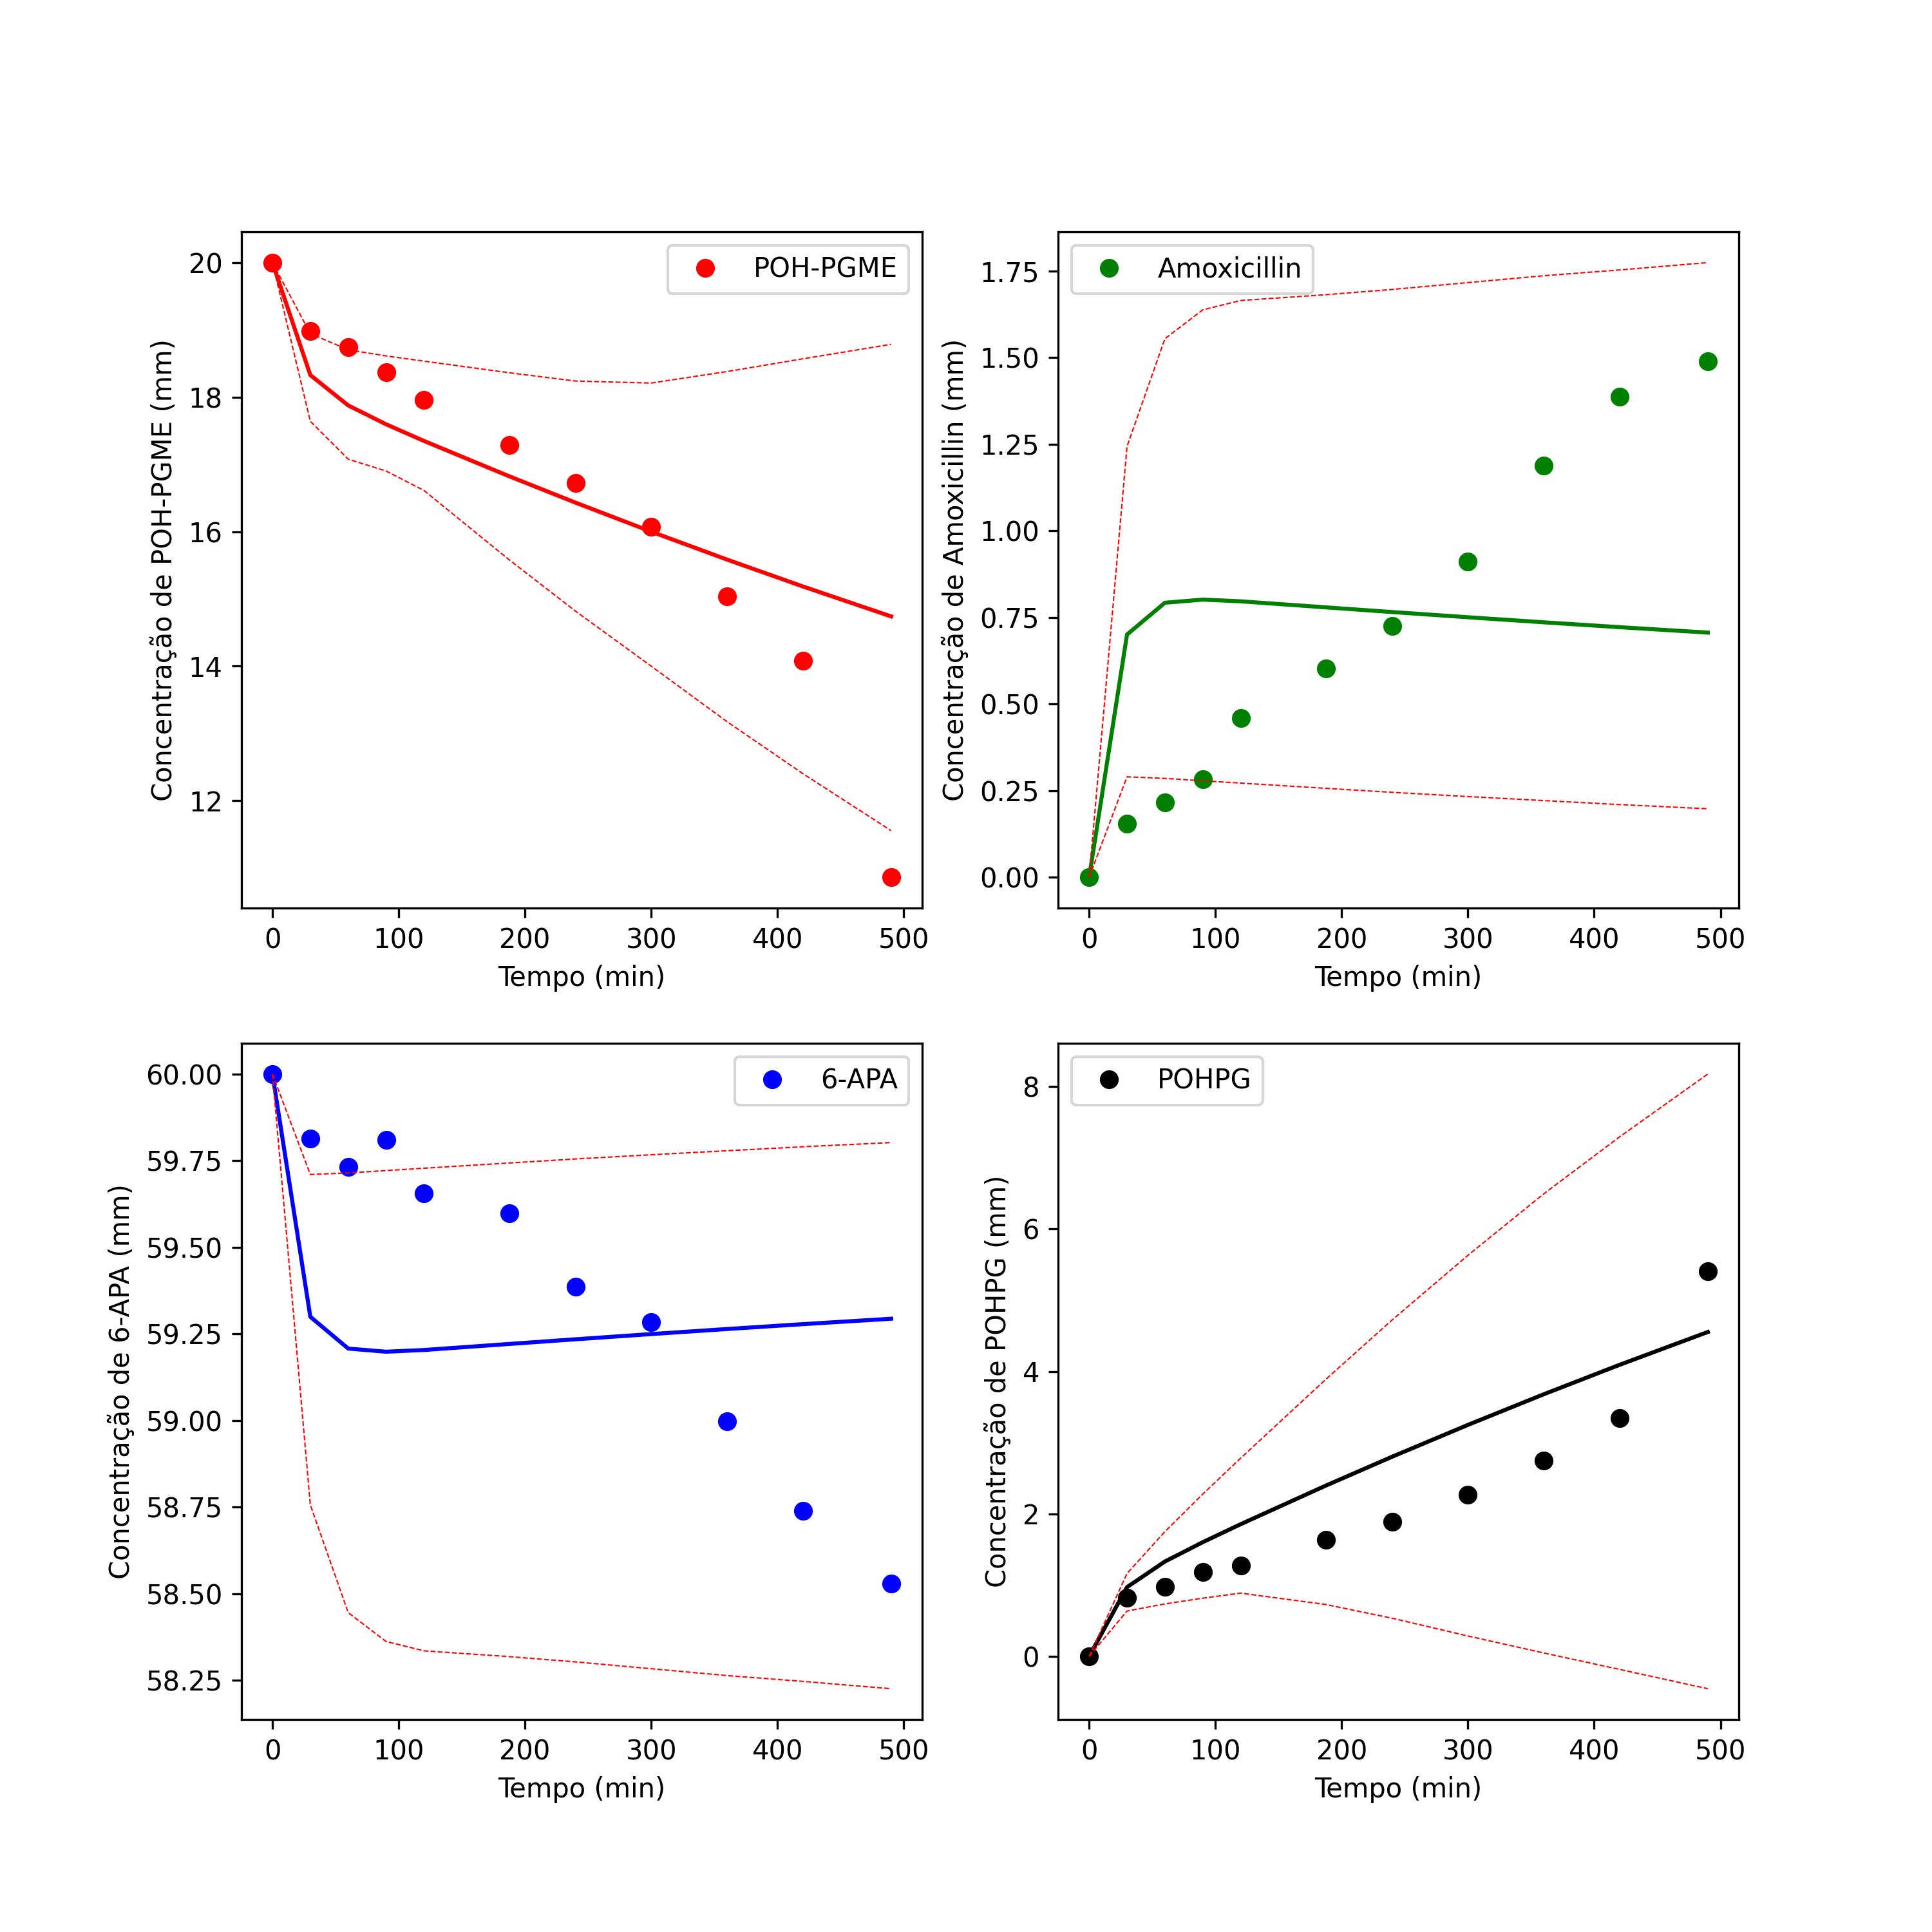 POH-PGME
Concentração de POH-PGME (mm)
20
18
16
14
12
0 100 200 300 400 500
Tempo (min)
Amoxicillin
Concentração de Amoxicillin (mm)
1.75
1.50
1.25
1.00
0.75
0.50
0.25
0.00
0 100 200 300 400 500
Tempo (min)
6-APA
Concentração de 6-APA (mm)
60.00
59.75
59.50
59.25
59.00
58.75
58.50
58.25
0 100 200 300 400 500
Tempo (min)
POHPG
Concentração de POHPG (mm)
8
6
4
2
0
0 100 200 300 400 500
Tempo (min)